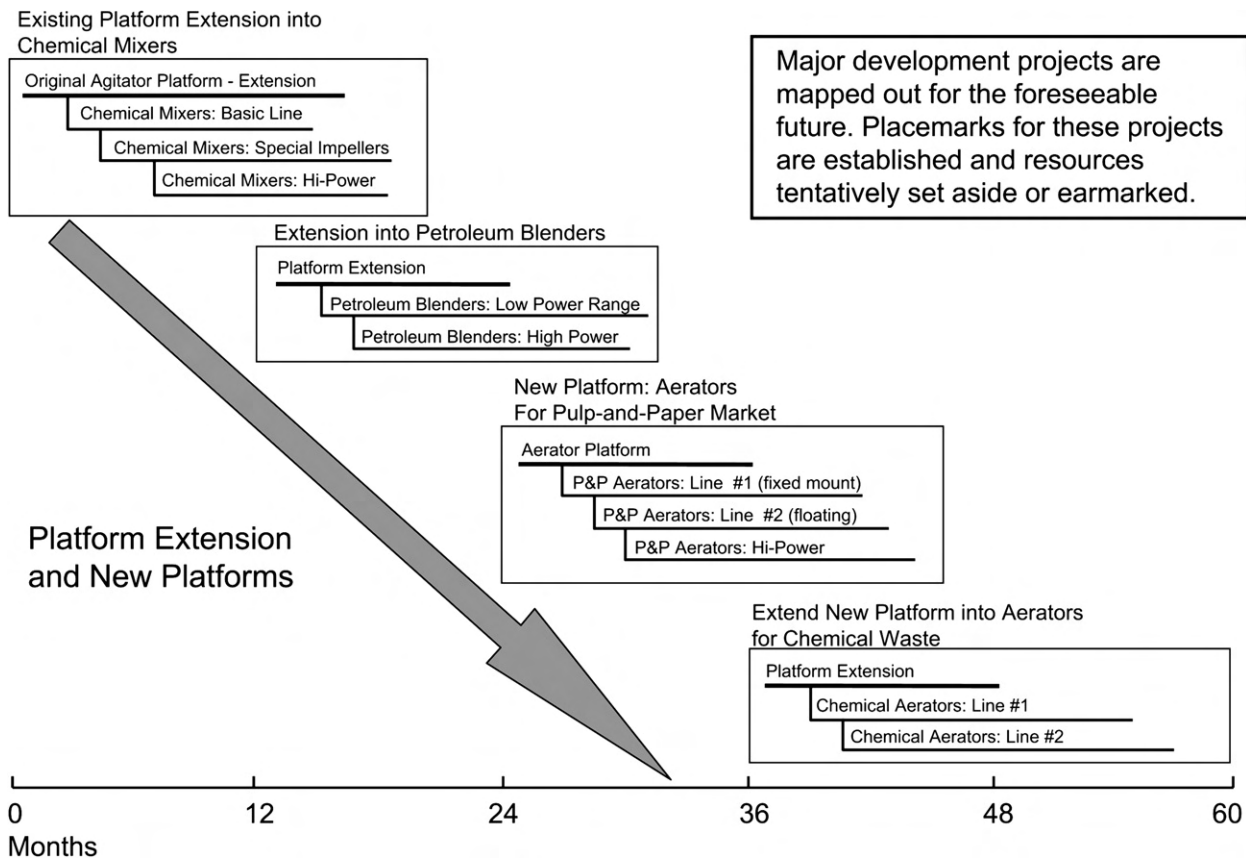 Existing Platform Extension into
Chemical Mixers
Original Agitator Platform - Extension
Chemical Mixers: Basic Line
Chemical Mixers: Special Impellers
Chemical Mixers: Hi-Power
Major development projects are
mapped out for the foreseeable
future. Placemarks for these projects
are established and resources
tentatively set aside or earmarked.
Extension into Petroleum Blenders
Platform Extension
Petroleum Blenders: Low Power Range
Petroleum Blenders: High Power
New Platform: Aerators
For Pulp-and-Paper Market
Aerator Platform
P&P Aerators: Line #1 (fixed mount)
P&P Aerators: Line #2 (floating)
P&P Aerators: Hi-Power
Platform Extension
and New Platforms
Extend New Platform into Aerators
for Chemical Waste
Platform Extension
Chemical Aerators: Line #1
Chemical Aerators: Line #2
0 12 24 36 48 60
Months